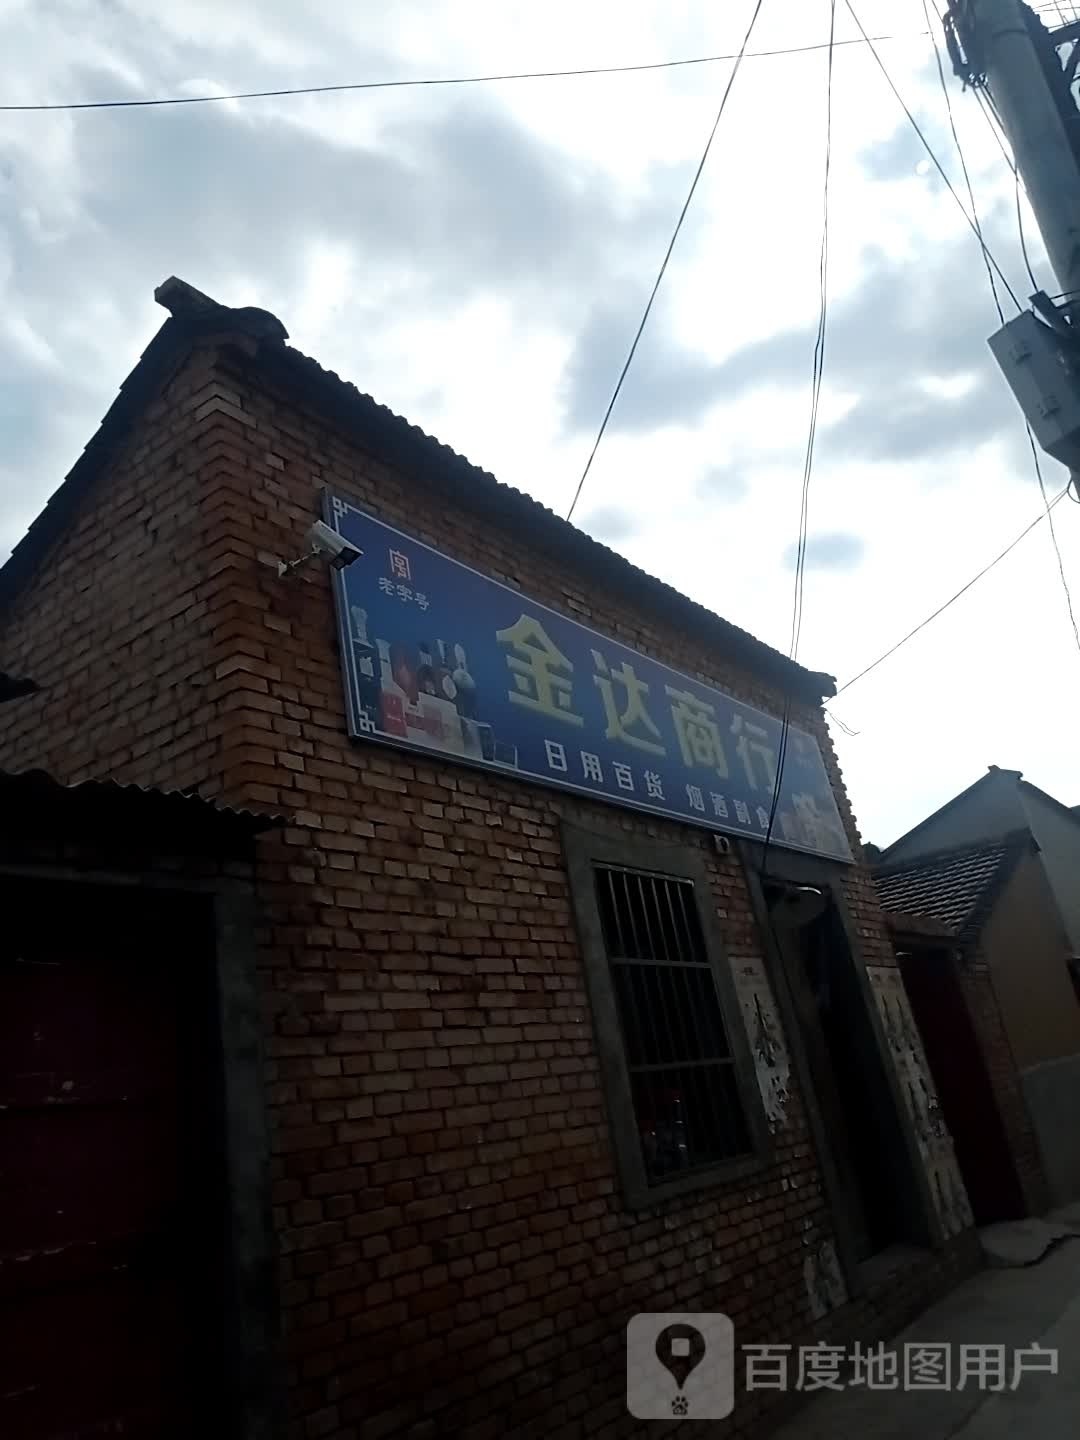 老字号
金达商行
日用百货 烟酒副食
百度地图用户